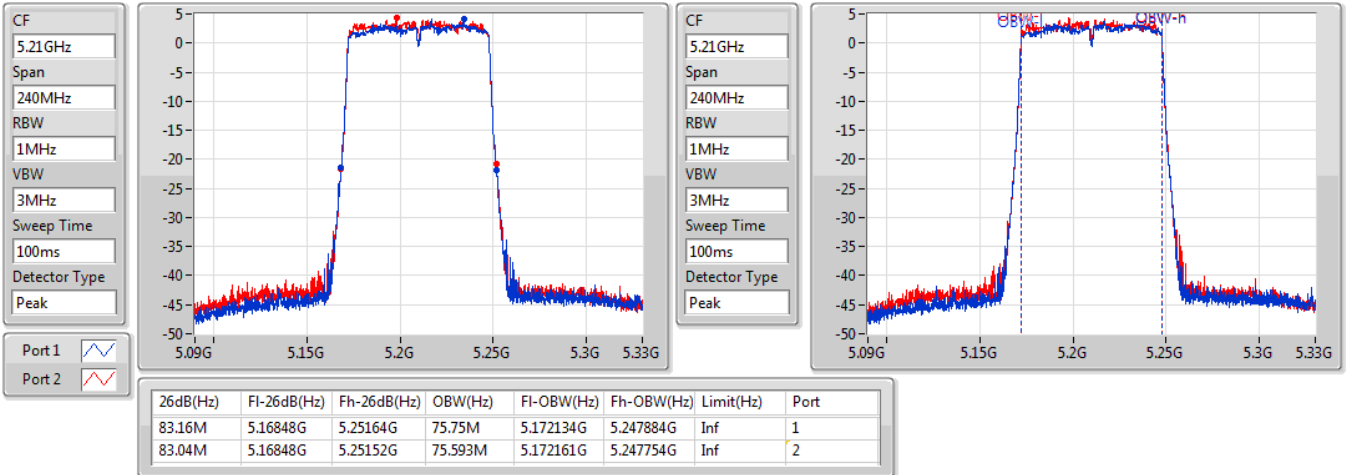 CF
5.21GHz
Span
240MHz
RBW
1MHz
VBW
3MHz
Sweep Time
100ms
Detector Type
Peak
Port 1
Port 2
5
0
-5
-10
-15
-20
-25
-30
-35
-40
-45
-50
5.09G 5.15G 5.2G 5.25G 5.3G 5.33G
CF
5.21GHz
Span
240MHz
RBW
1MHz
VBW
3MHz
Sweep Time
100ms
Detector Type
Peak
OBW-l OBW-h
5
0
-5
-10
-15
-20
-25
-30
-35
-40
-45
-50
5.09G 5.15G 5.2G 5.25G 5.3G 5.33G
26dB(Hz) Fl-26dB(Hz) Fh-26dB(Hz) OBW(Hz) Fl-OBW(Hz) Fh-OBW(Hz) Limit(Hz) Port
83.16M 5.16848G 5.25164G 75.75M 5.172134G 5.247884G Inf 1
83.04M 5.16848G 5.25152G 75.593M 5.172161G 5.247754G Inf 2